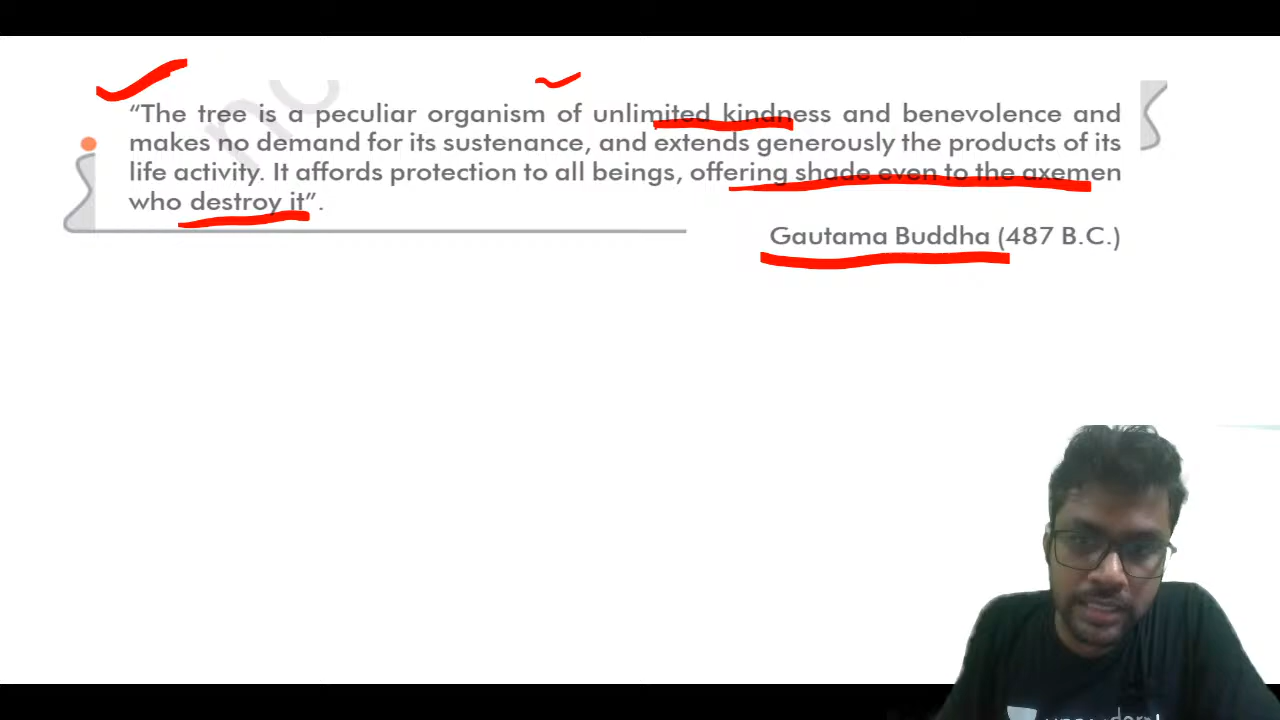 “The tree is a peculiar organism of unlimited kindness and benevolence and
makes no demand for its sustenance, and extends generously the products of its
life activity. It affords protection to all beings, offering shade even to the axemen
who destroy it”.
Gautama Buddha (487 B.C.)